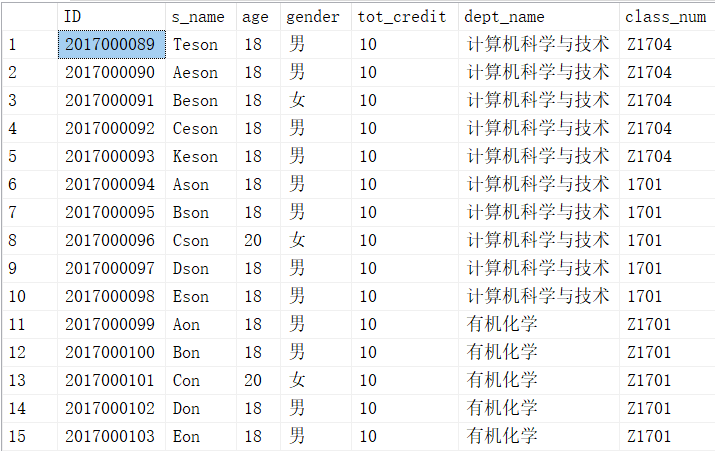 ID s_name age gender tot_credit dept_name class_num
1 2017000089 Teson 18 男 10 计算机科学与技术 Z1704
2 2017000090 Aeson 18 男 10 计算机科学与技术 Z1704
3 2017000091 Beson 18 女 10 计算机科学与技术 Z1704
4 2017000092 Ceson 18 男 10 计算机科学与技术 Z1704
5 2017000093 Keson 18 男 10 计算机科学与技术 Z1704
6 2017000094 Ason 18 男 10 计算机科学与技术 1701
7 2017000095 Bson 18 男 10 计算机科学与技术 1701
8 2017000096 Cson 20 女 10 计算机科学与技术 1701
9 2017000097 Dson 18 男 10 计算机科学与技术 1701
10 2017000098 Eson 18 男 10 计算机科学与技术 1701
11 2017000099 Aon 18 男 10 有机化学 Z1701
12 2017000100 Bon 18 男 10 有机化学 Z1701
13 2017000101 Con 20 女 10 有机化学 Z1701
14 2017000102 Don 18 男 10 有机化学 Z1701
15 2017000103 Eon 18 男 10 有机化学 Z1701